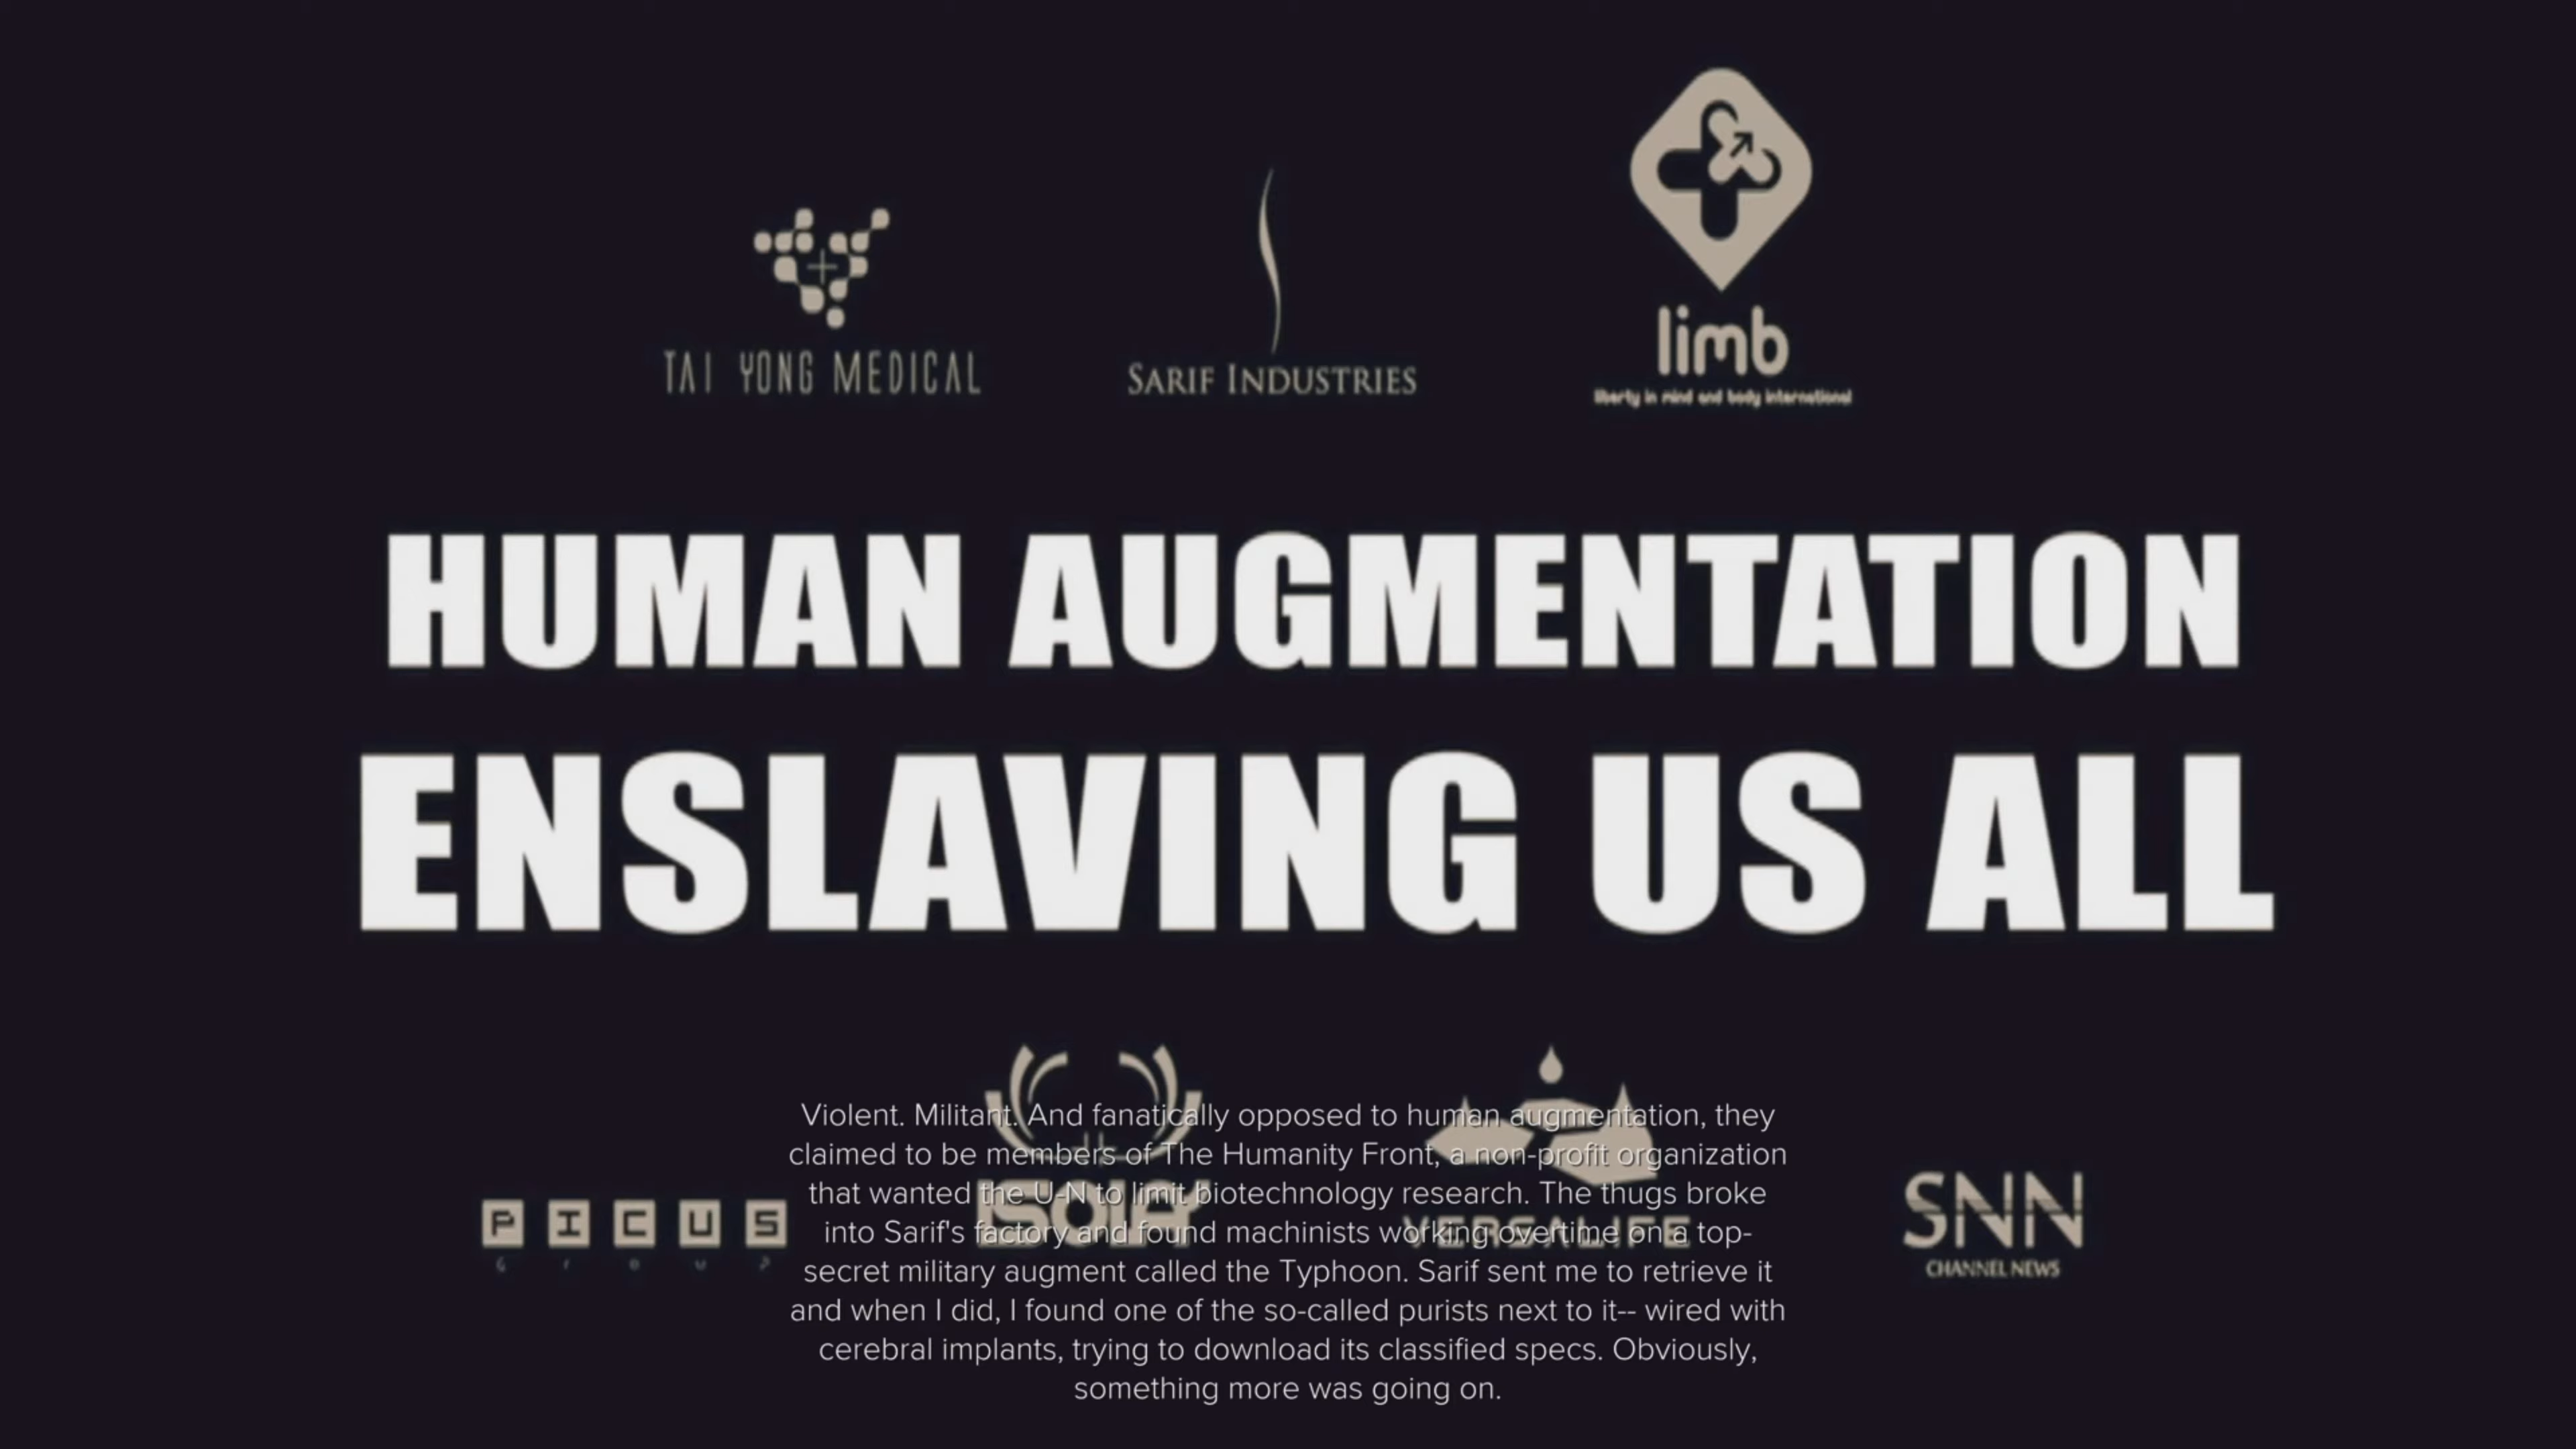 TAI YONG MEDICAL
SARIF INDUSTRIES
limb
liberty in mind and body international
HUMAN AUGMENTATION
ENSLAVING US ALL
Violent. Militant. And fanatically opposed to human augmentation, they
claimed to be members of The Humanity Front, a non-profit organization
that wanted the U-N to limit biotechnology research. The thugs broke
into Sarif's factory and found machinists working overtime on a top-
secret military augment called the Typhoon. Sarif sent me to retrieve it
and when I did, I found one of the so-called purists next to it-- wired with
cerebral implants, trying to download its classified specs. Obviously,
something more was going on.
PICUS
Group
VERSALIFE
SNN
CHANNEL NEWS